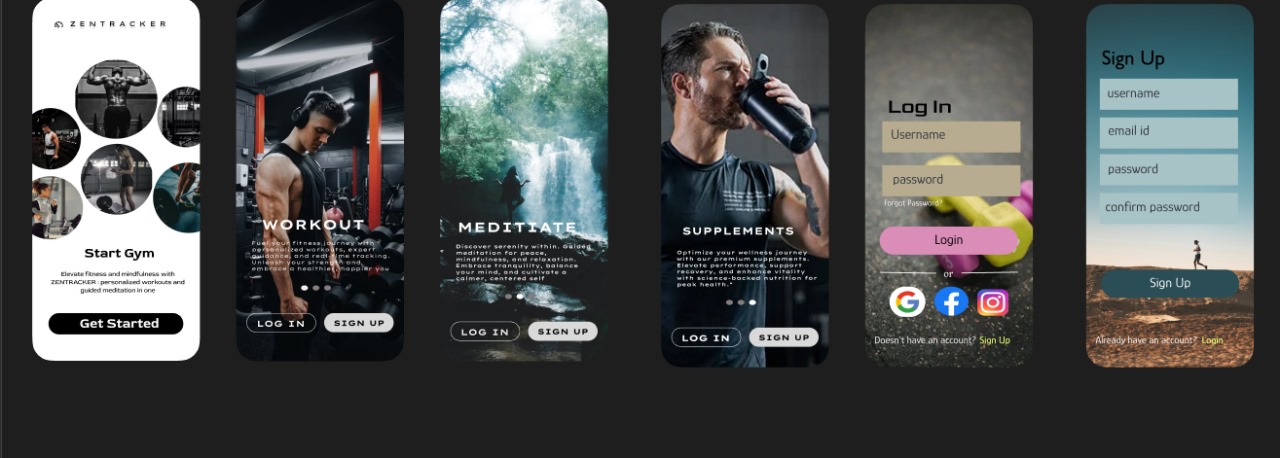 ZENTRACKER
Start Gym
Elevate fitness and mindfulness with
ZENTRACKER : personalized workouts and
guided meditation in one
Get Started
WORKOUT
Fuel your fitness journey with
personalized workouts, expert
guidance, and real-time tracking.
Unleash your strength and
embrace a healthier, happier you
LOG IN
SIGN UP
MEDITIATE
Discover serenity within. Guided
meditation for peace,
mindfulness, and relaxation.
Embrace tranquility, balance
your mind, and cultivate a
calmer, centered self
LOG IN
SIGN UP
SUPPLEMENTS
Optimize your wellness journey
with our premium supplements.
Elevate performance, support
recovery, and enhance vitality
with science-backed nutrition for
peak health."
LOG IN
SIGN UP
Log In
Username
password
Forgot Password?
Login
or
Doesn't have an account? Sign Up
Sign Up
username
email id
password
confirm password
Sign Up
Already have an account? Login